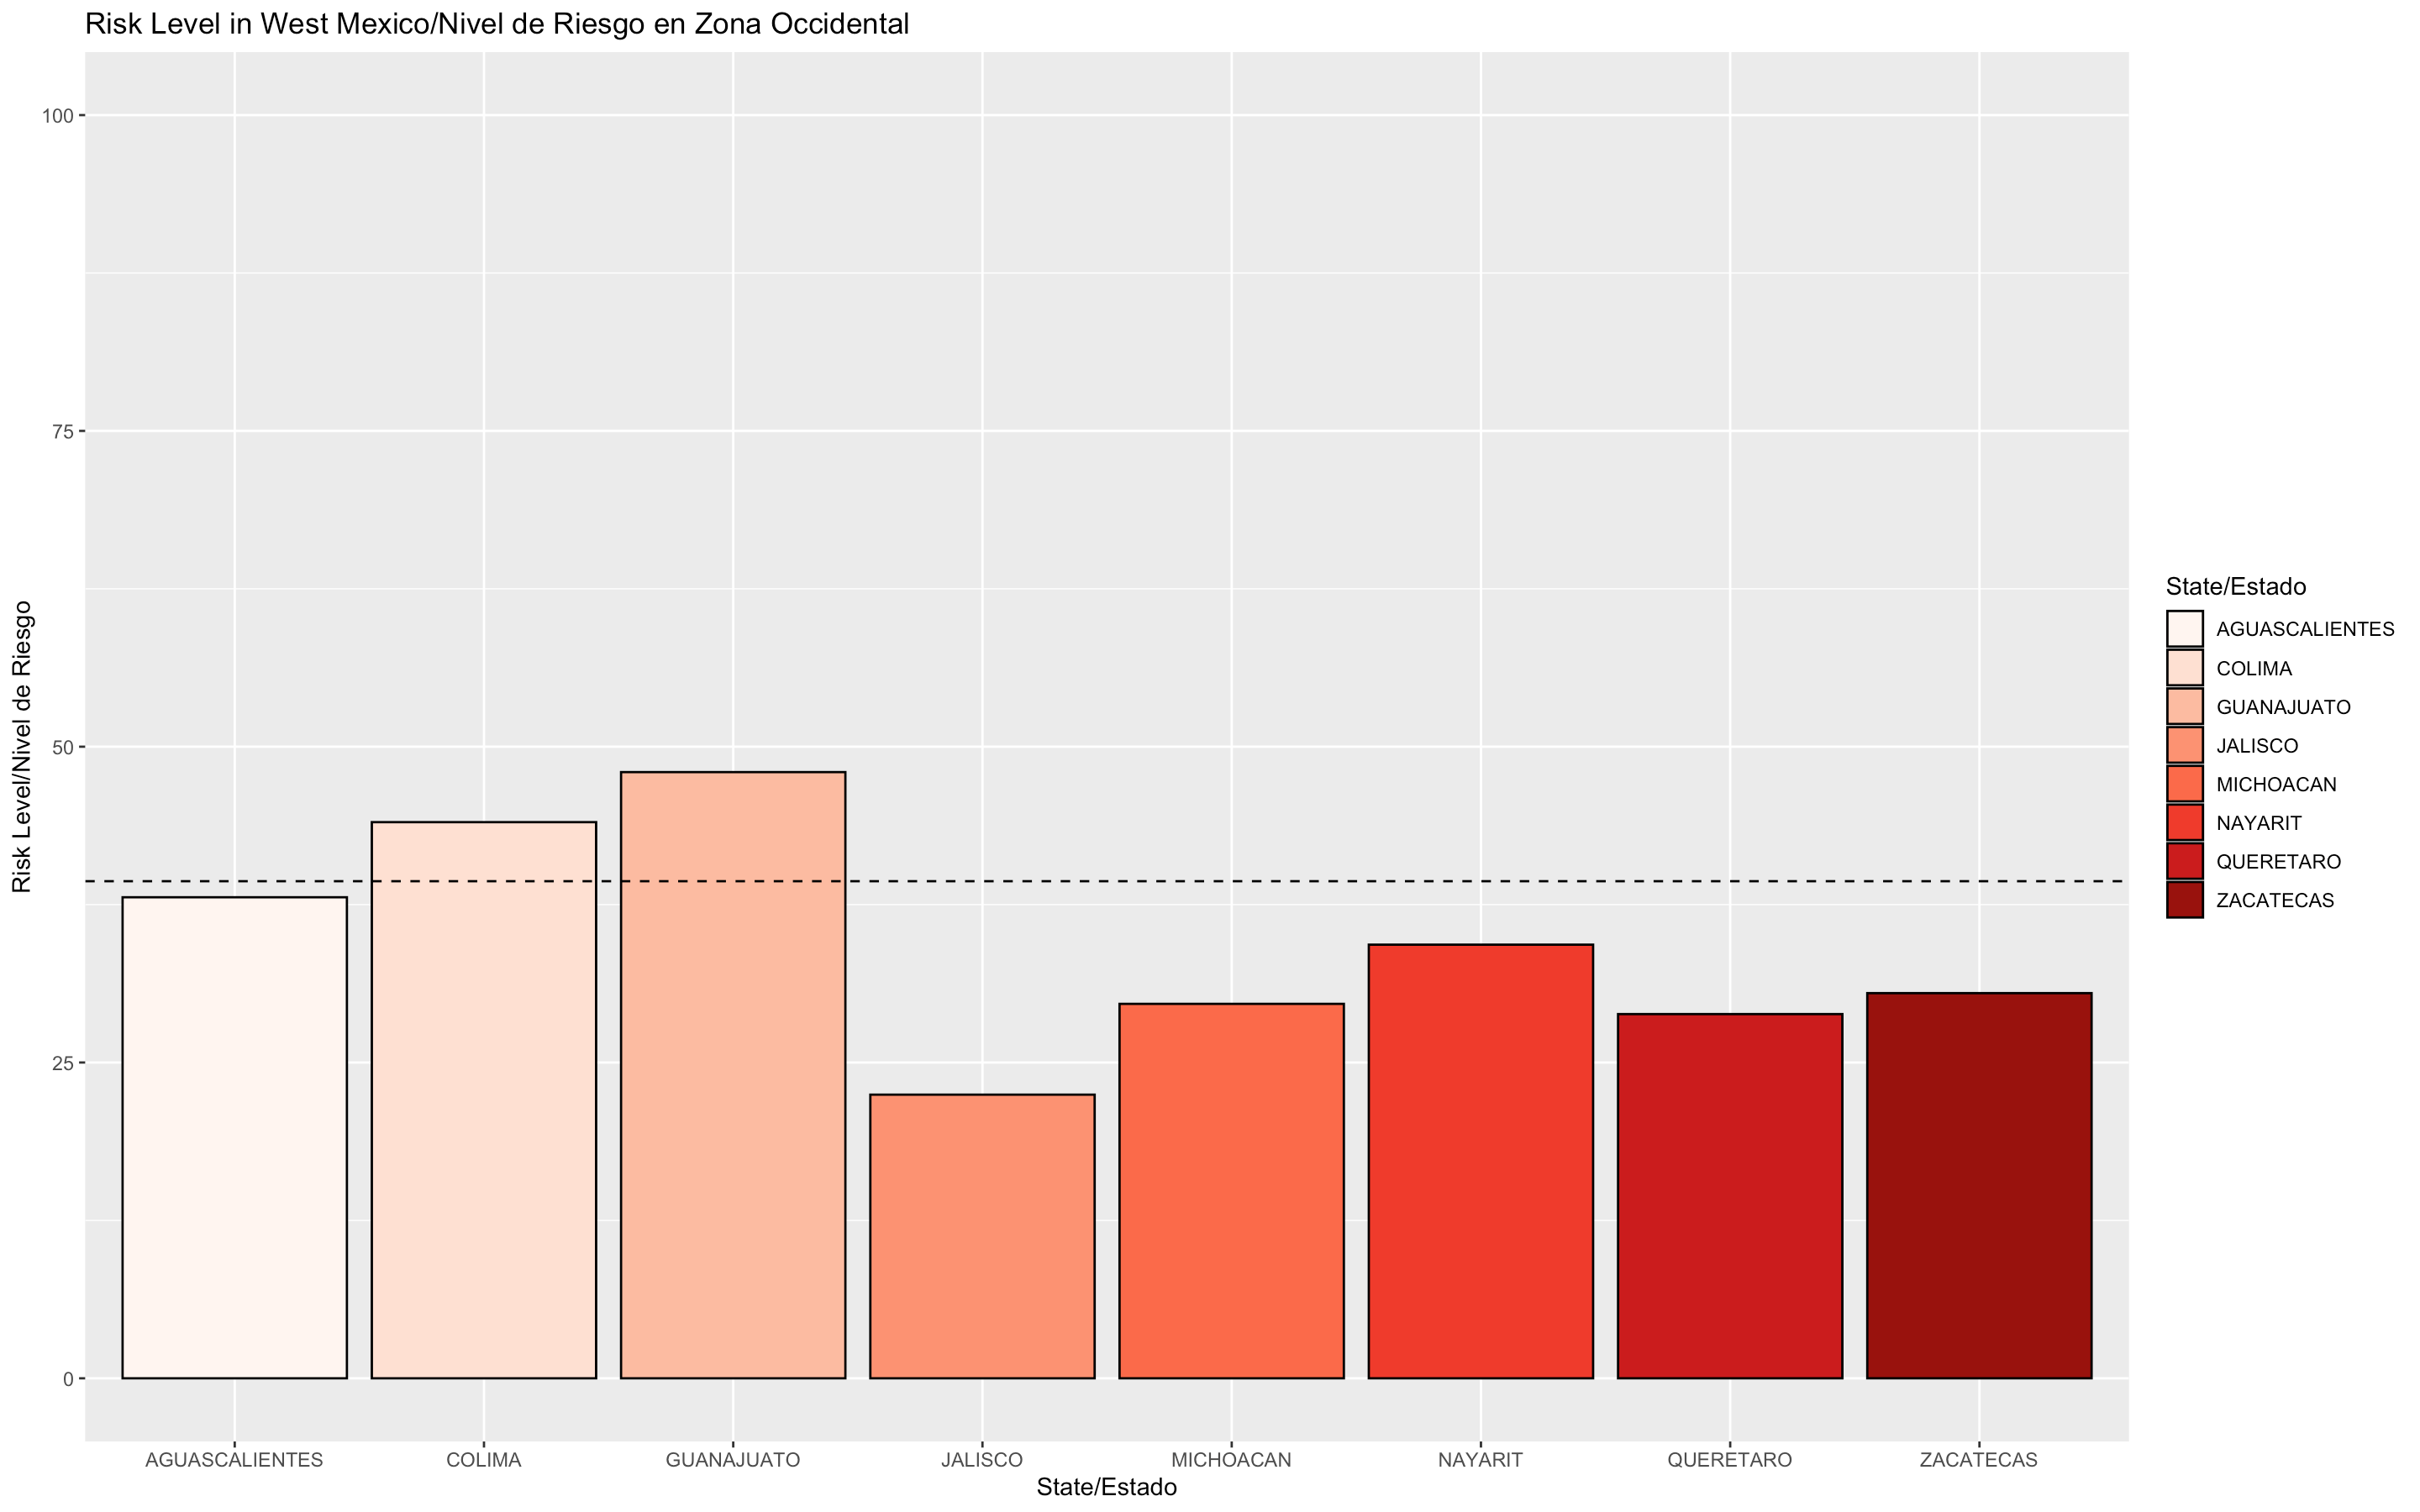 Risk Level in West Mexico/Nivel de Riesgo en Zona Occidental
Risk Level/Nivel de Riesgo
100
75
50
25
0
AGUASCALIENTES
COLIMA
GUANAJUATO
JALISCO
MICHOACAN
NAYARIT
QUERETARO
ZACATECAS
State/Estado
State/Estado
AGUASCALIENTES
COLIMA
GUANAJUATO
JALISCO
MICHOACAN
NAYARIT
QUERETARO
ZACATECAS